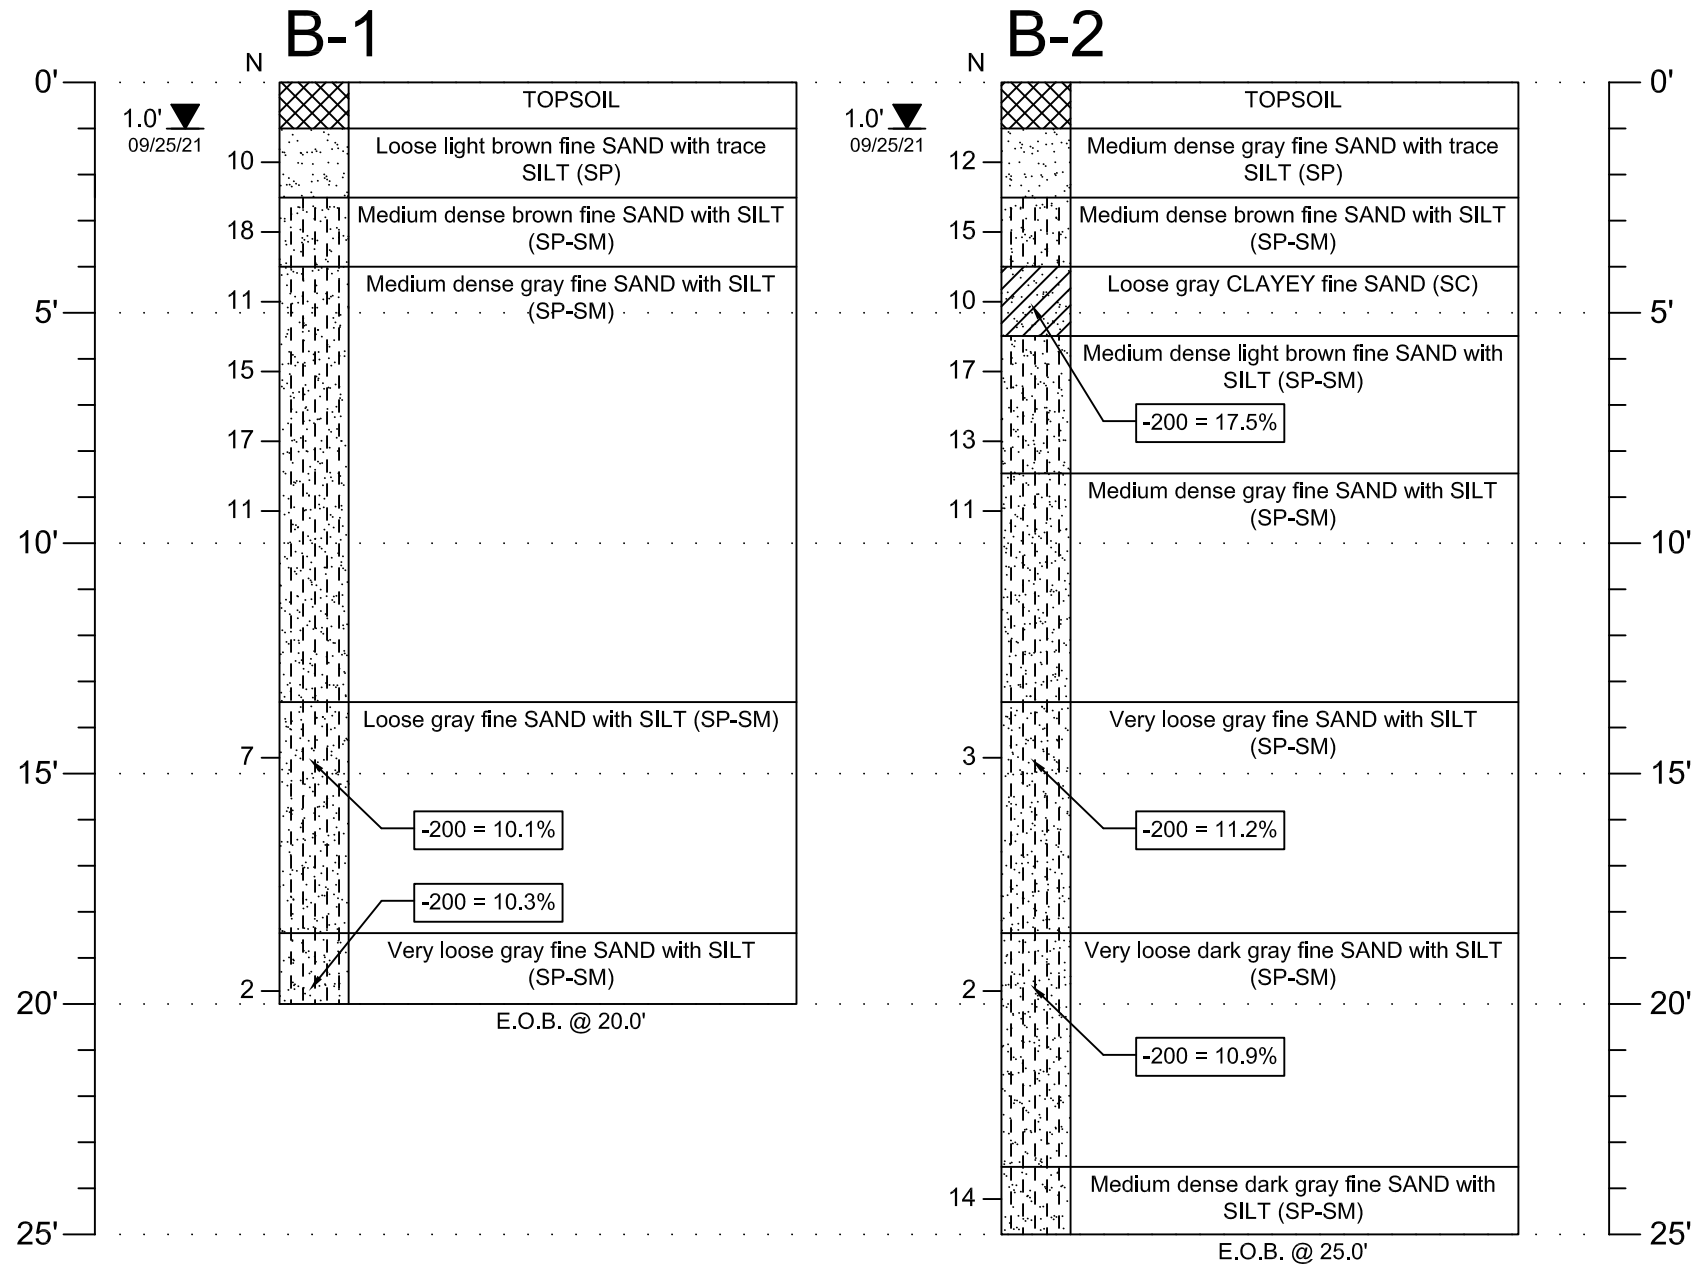 B-1
N
0'
5'
10'
15'
20'
25'
1.0'
09/25/21
TOPSOIL
10
Loose light brown fine SAND with trace
SILT (SP)
18
Medium dense brown fine SAND with SILT
(SP-SM)
11
Medium dense gray fine SAND with SILT
(SP-SM)
15
17
11
Loose gray fine SAND with SILT (SP-SM)
7
-200 = 10.1%
-200 = 10.3%
Very loose gray fine SAND with SILT
(SP-SM)
2
E.O.B. @ 20.0'
B-2
N
1.0'
09/25/21
TOPSOIL
12
Medium dense gray fine SAND with trace
SILT (SP)
15
Medium dense brown fine SAND with SILT
(SP-SM)
10
Loose gray CLAYEY fine SAND (SC)
17
Medium dense light brown fine SAND with
SILT (SP-SM)
-200 = 17.5%
13
11
Medium dense gray fine SAND with SILT
(SP-SM)
3
Very loose gray fine SAND with SILT
(SP-SM)
-200 = 11.2%
2
Very loose dark gray fine SAND with SILT
(SP-SM)
-200 = 10.9%
14
Medium dense dark gray fine SAND with
SILT (SP-SM)
E.O.B. @ 25.0'
0'
5'
10'
15'
20'
25'